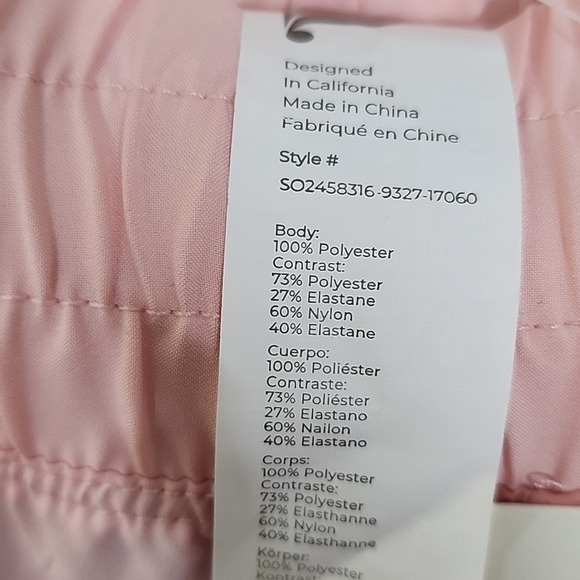 Designed
In California
Made in China
Fabriqué en Chine
Style #
SO2458316-9327-17060
Body:
100% Polyester
Contrast:
73% Polyester
27% Elastane
60% Nylon
40% Elastane
Cuerpo:
100% Poliéster
Contraste:
73% Poliéster
27% Elastano
60% Nailon
40% Elastano
Corps:
100% Polyester
Contraste:
73% Polyester
27% Elasthanne
60% Nylon
40% Elasthanne
Körper:
100% Polyester
Kontrast: